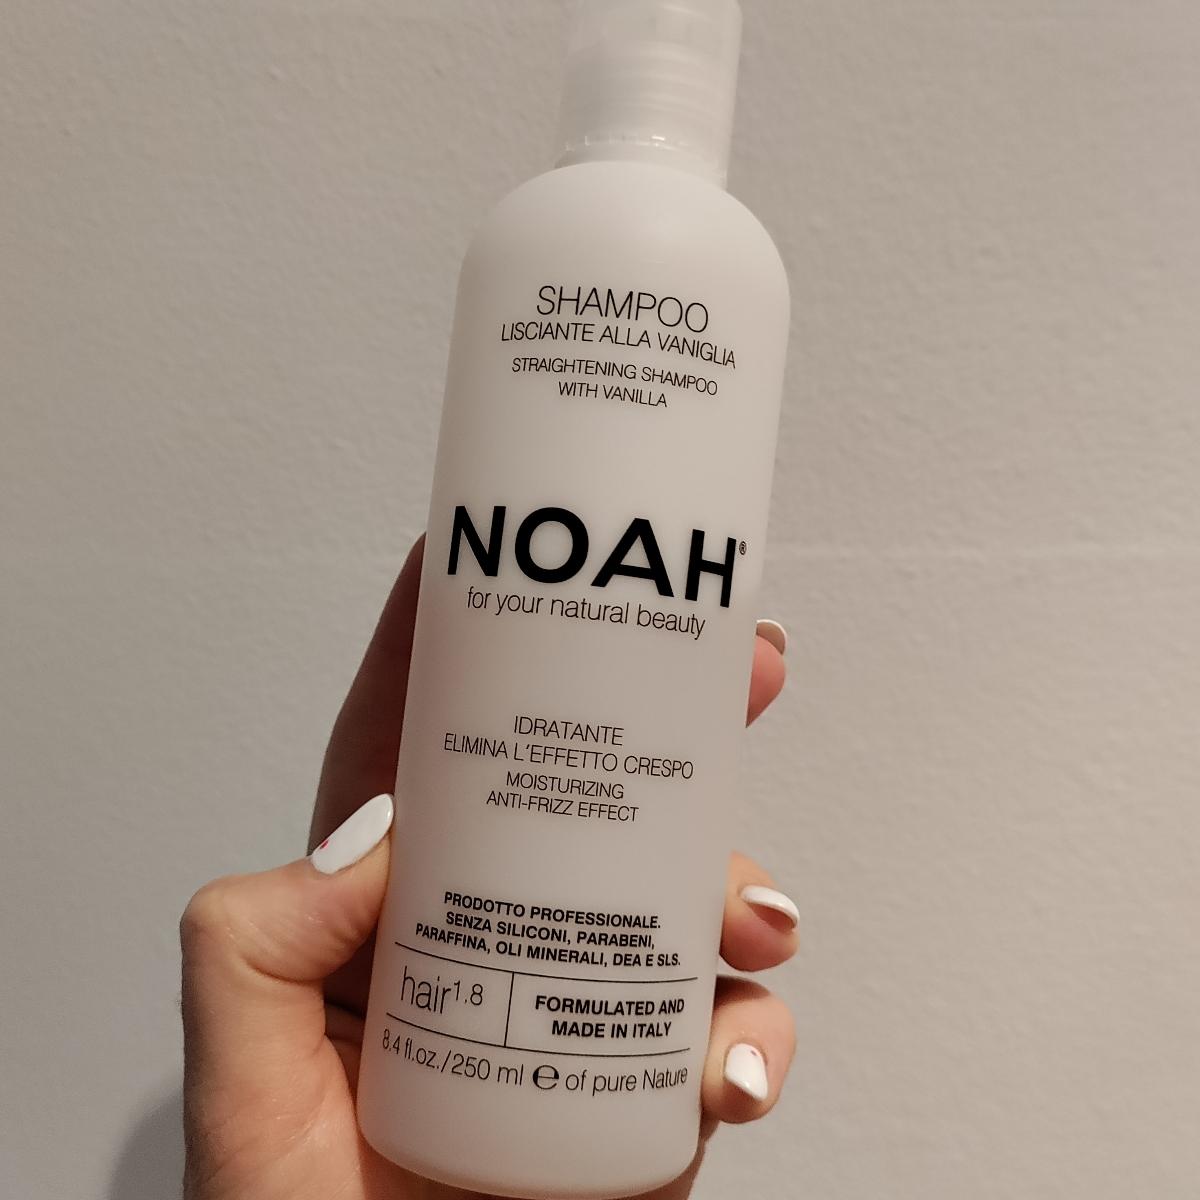 SHAMPOO
LISCIANTE ALLA VANIGLIA
STRAIGHTENING SHAMPOO
WITH VANILLA
NOAH®
for your natural beauty
IDRATANTE
ELIMINA L'EFFETTO CRESPO
MOISTURIZING
ANTI-FRIZZ EFFECT
PRODOTTO PROFESSIONALE.
SENZA SILICONI, PARABENI,
PARAFFINA, OLI MINERALI, DEA E SLS.
hair1.8
FORMULATED AND
MADE IN ITALY
8.4 fl.oz./250 ml ℮ of pure Nature